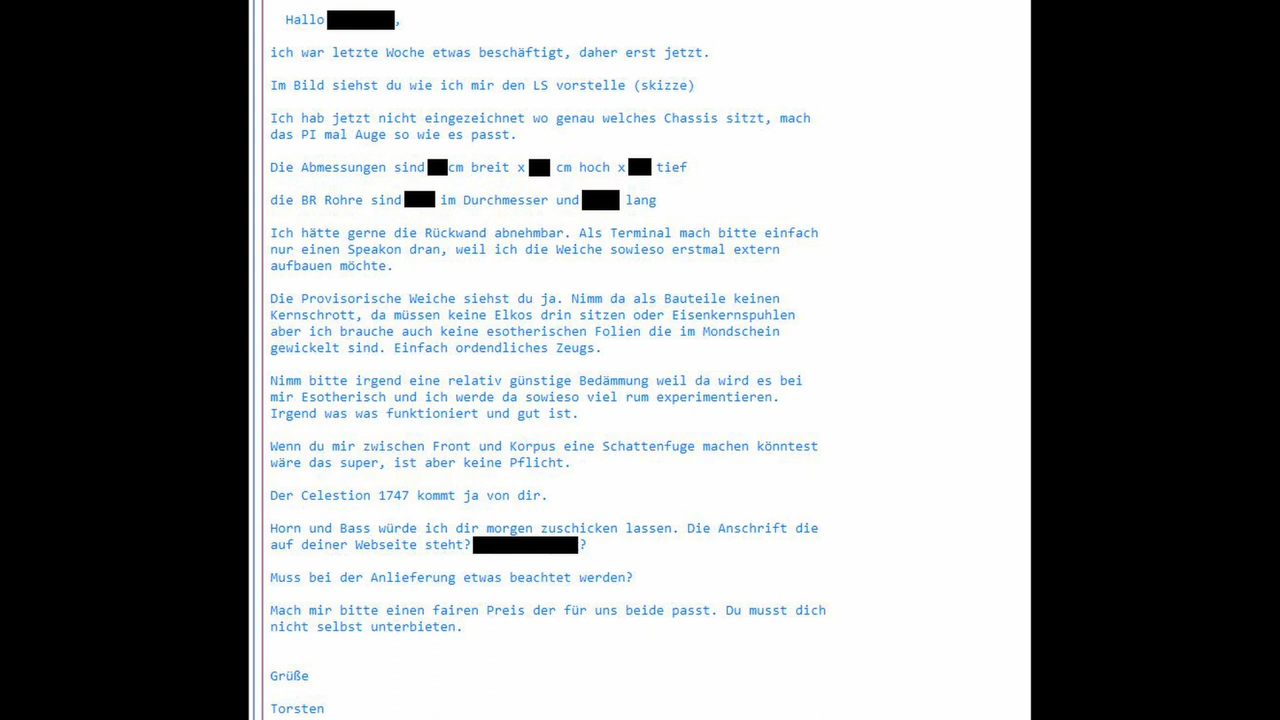 Hallo ,
ich war letzte Woche etwas beschäftigt, daher erst jetzt.
Im Bild siehst du wie ich mir den LS vorstelle (skizze)
Ich hab jetzt nicht eingezeichnet wo genau welches Chassis sitzt, mach
das PI mal Auge so wie es passt.
Die Abmessungen sind cm breit x cm hoch x tief
die BR Rohre sind im Durchmesser und lang
Ich hätte gerne die Rückwand abnehmbar. Als Terminal mach bitte einfach
nur einen Speakon dran, weil ich die Weiche sowieso erstmal extern
aufbauen möchte.
Die Provisorische Weiche siehst du ja. Nimm da als Bauteile keinen
Kernschrott, da müssen keine Elkos drin sitzen oder Eisenkernspuhlen
aber ich brauche auch keine esotherischen Folien die im Mondschein
gewickelt sind. Einfach ordendliches Zeugs.
Nimm bitte irgend eine relativ günstige Bedämmung weil da wird es bei
mir Esotherisch und ich werde da sowieso viel rum experimentieren.
Irgend was was funktioniert und gut ist.
Wenn du mir zwischen Front und Korpus eine Schattenfuge machen könntest
wäre das super, ist aber keine Pflicht.
Der Celestion 1747 kommt ja von dir.
Horn und Bass würde ich dir morgen zuschicken lassen. Die Anschrift die
auf deiner Webseite steht? ?
Muss bei der Anlieferung etwas beachtet werden?
Mach mir bitte einen fairen Preis der für uns beide passt. Du musst dich
nicht selbst unterbieten.
Grüße
Torsten